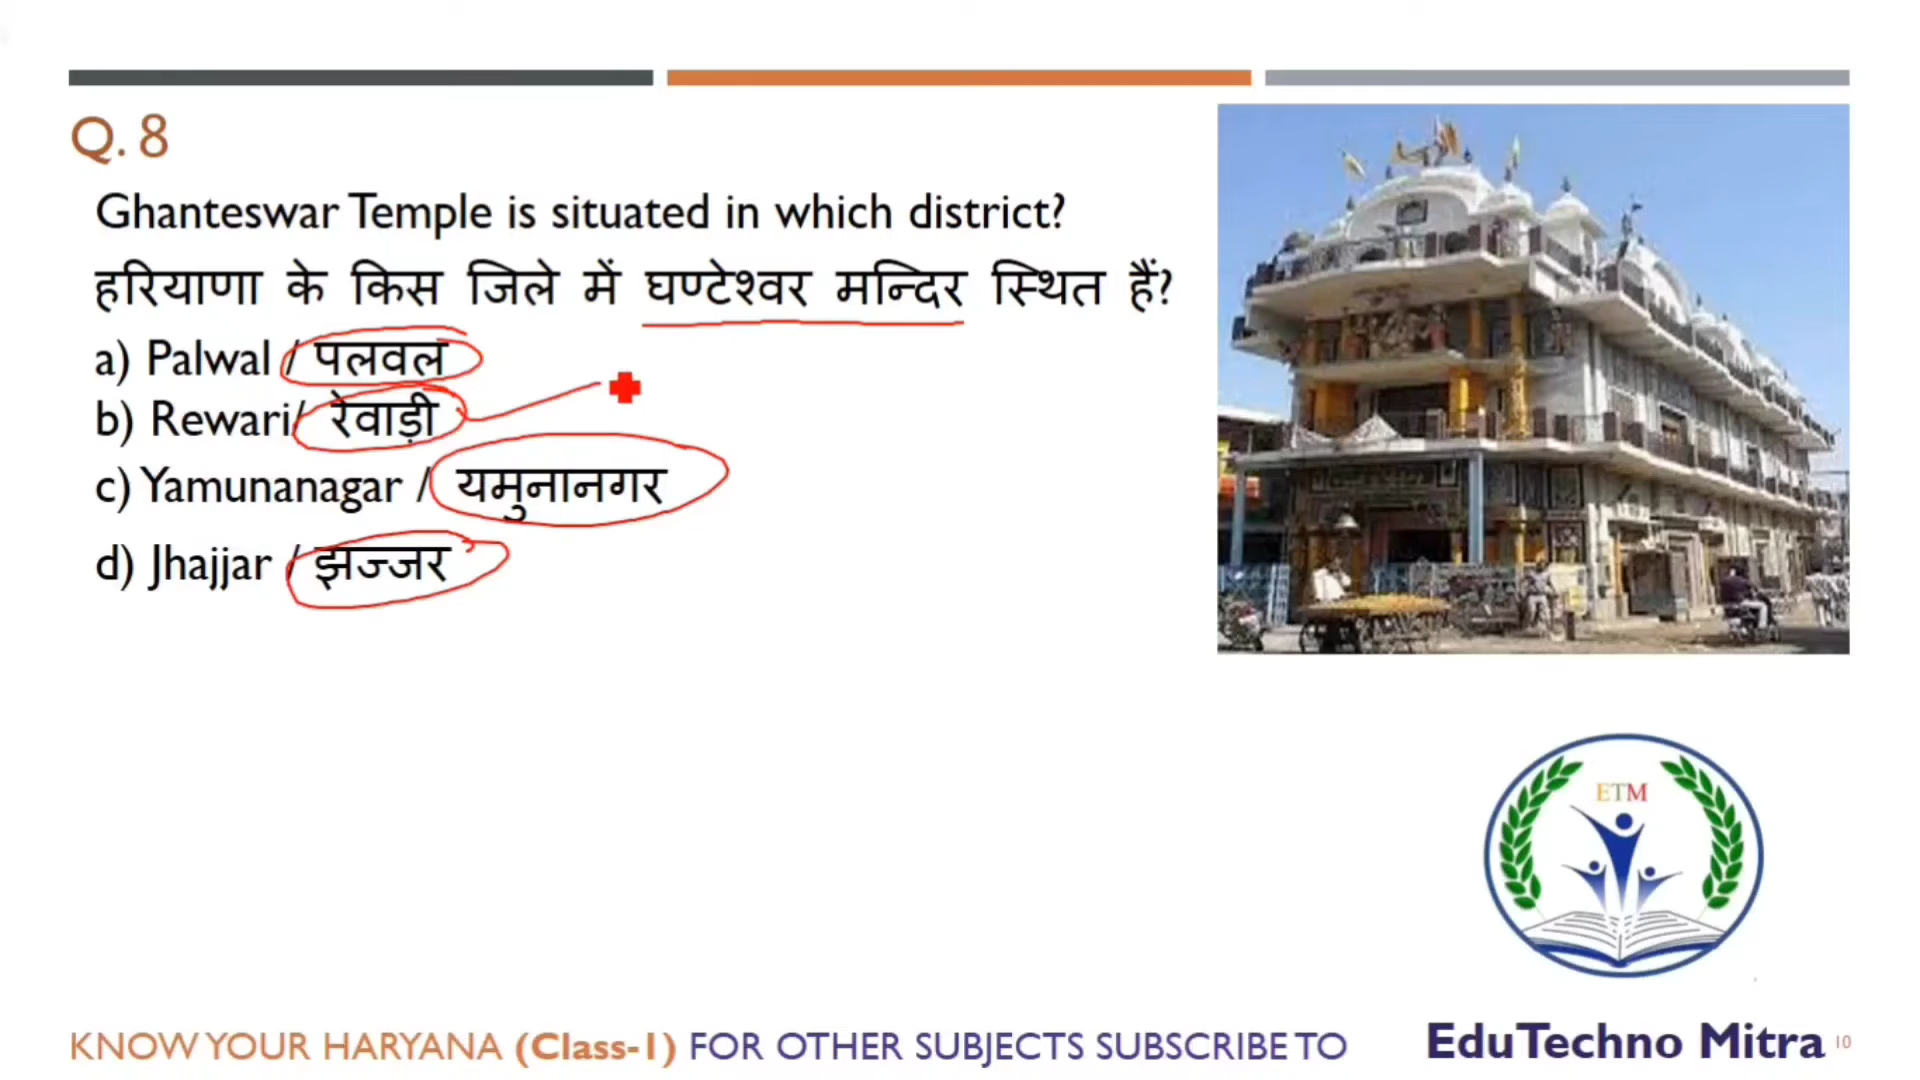 Q. 8
Ghanteswar Temple is situated in which district?
हरियाणा के किस जिले में घण्टेश्वर मन्दिर स्थित हैं?
a) Palwal / पलवल
b) Rewari/ रेवाड़ी
c) Yamunanagar / यमुनानगर
d) Jhajjar / झज्जर
ETM
KNOW YOUR HARYANA (Class-1) FOR OTHER SUBJECTS SUBSCRIBE TO EduTechno Mitra 10